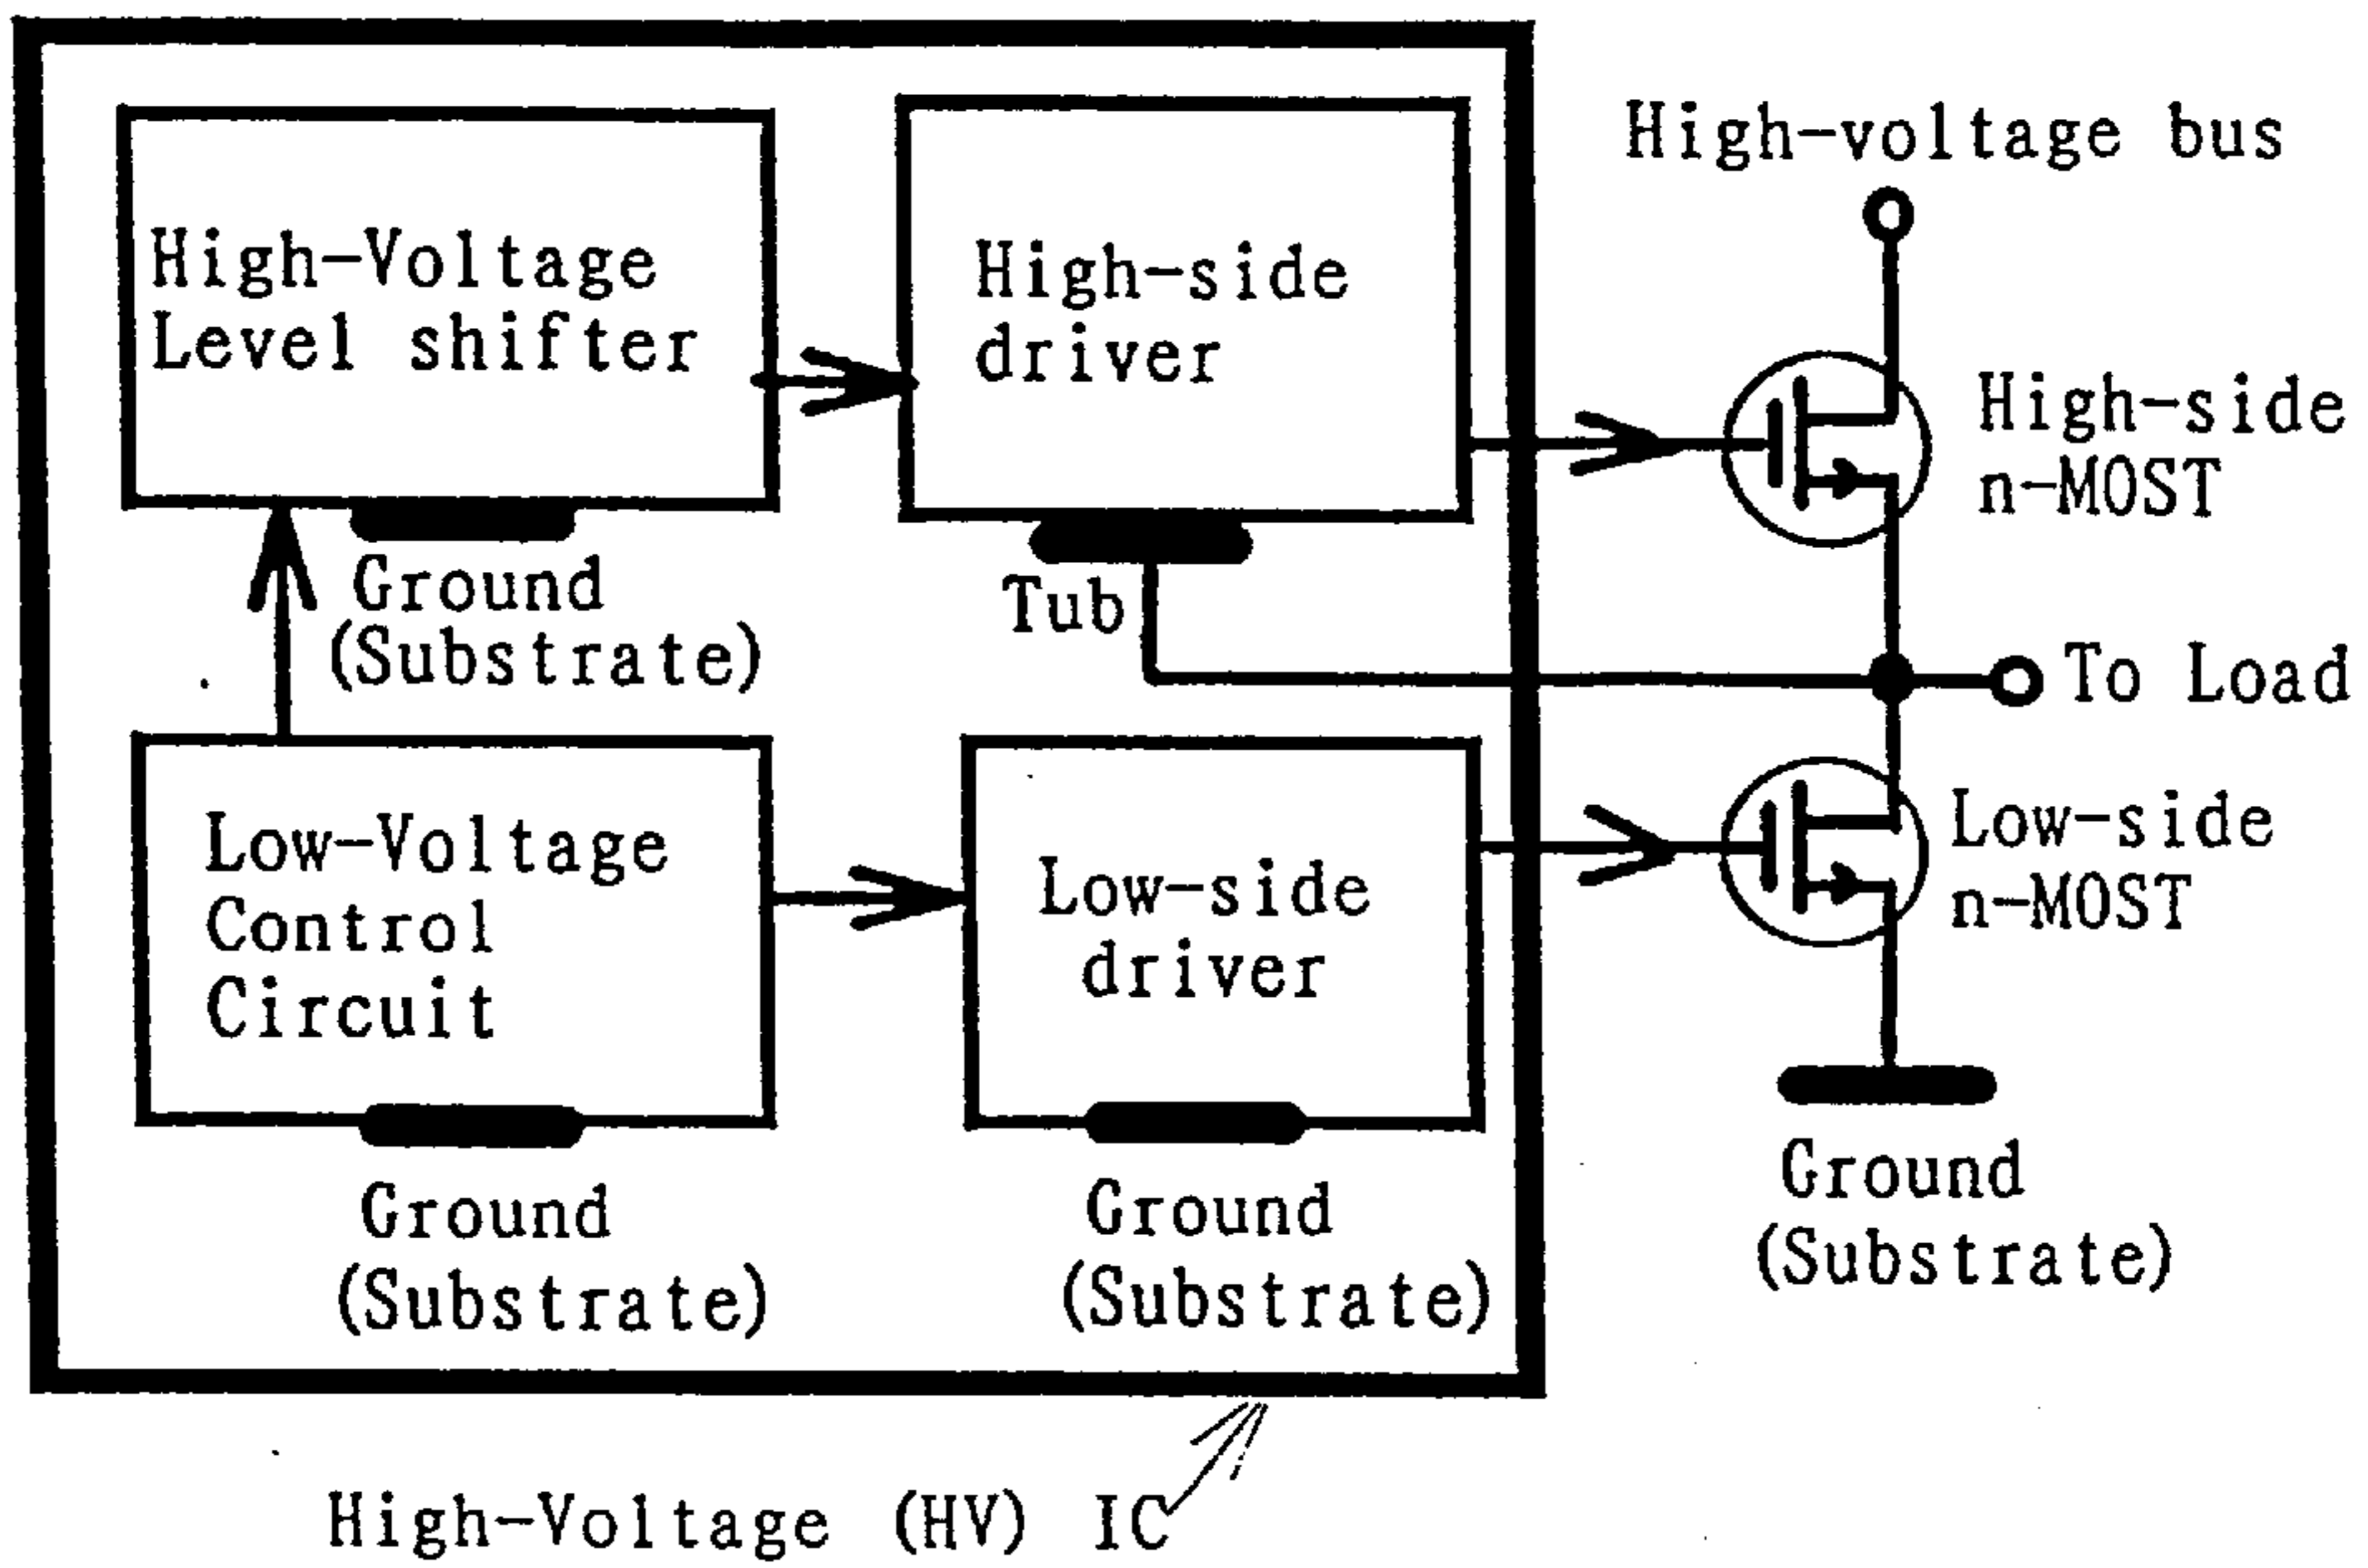 High-Voltage
Level shifter
High-side
driver
High-voltage bus
High-side
n-MOST
Ground
(Substrate)
Tub
To Load
Low-Voltage
Control
Circuit
Low-side
driver
Low-side
n-MOST
Ground
(Substrate)
Ground
(Substrate)
Ground
(Substrate)
High-Voltage (HV) IC